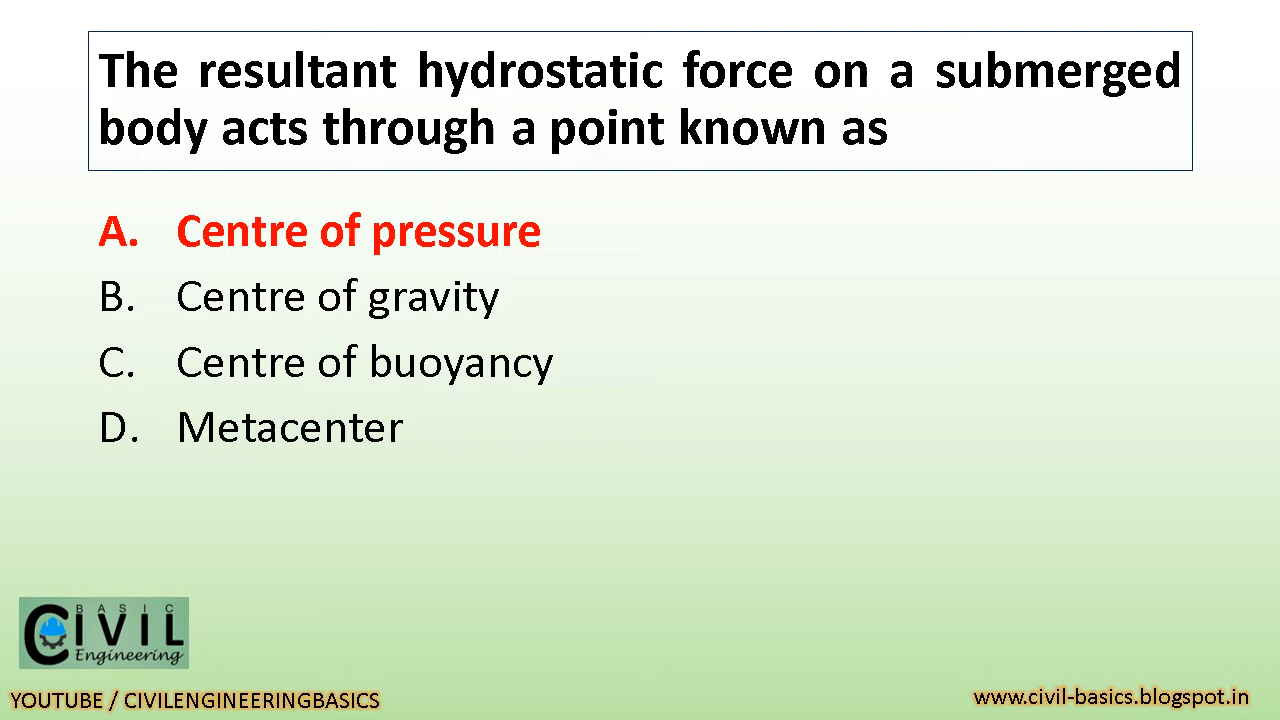 The resultant hydrostatic force on a submerged
body acts through a point known as
A. Centre of pressure
B. Centre of gravity
C. Centre of buoyancy
D. Metacenter
BASIC
CIVIL
Engineering
YOUTUBE / CIVILENGINEERINGBASICS
www.civil-basics.blogspot.in